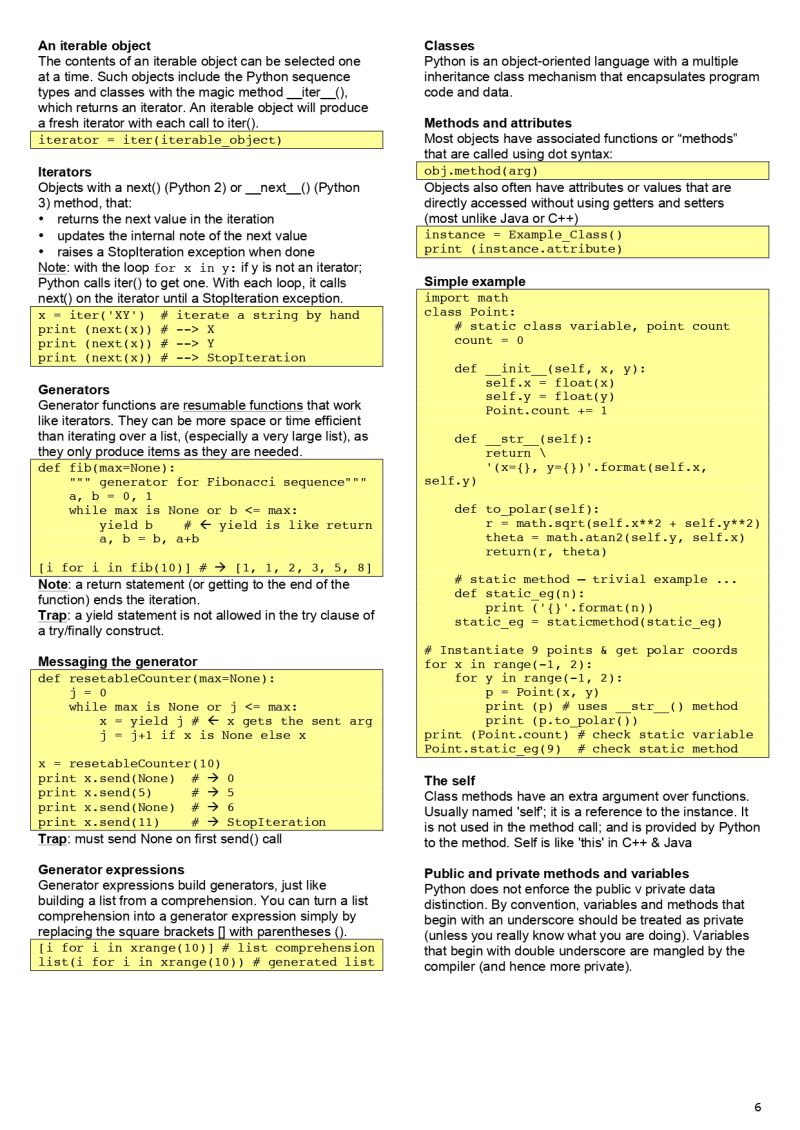 An iterable object
The contents of an iterable object can be selected one
at a time. Such objects include the Python sequence
types and classes with the magic method __iter__(),
which returns an iterator. An iterable object will produce
a fresh iterator with each call to iter().
iterator = iter(iterable_object)
Iterators
Objects with a next() (Python 2) or __next__() (Python
3) method, that:
• returns the next value in the iteration
• updates the internal note of the next value
• raises a StopIteration exception when done
Note: with the loop for x in y: if y is not an iterator;
Python calls iter() to get one. With each loop, it calls
next() on the iterator until a StopIteration exception.
x = iter('XY')  # iterate a string by hand
print (next(x)) # --> X
print (next(x)) # --> Y
print (next(x)) # --> StopIteration
Generators
Generator functions are resumable functions that work
like iterators. They can be more space or time efficient
than iterating over a list, (especially a very large list), as
they only produce items as they are needed.
def fib(max=None):
    """ generator for Fibonacci sequence"""
    a, b = 0, 1
    while max is None or b <= max:
        yield b    # ← yield is like return
        a, b = b, a+b
[i for i in fib(10)] # → [1, 1, 2, 3, 5, 8]
Note: a return statement (or getting to the end of the
function) ends the iteration.
Trap: a yield statement is not allowed in the try clause of
a try/finally construct.
Messaging the generator
def resetableCounter(max=None):
    j = 0
    while max is None or j <= max:
        x = yield j # ← x gets the sent arg
        j = j+1 if x is None else x
x = resetableCounter(10)
print x.send(None)  # → 0
print x.send(5)     # → 5
print x.send(None)  # → 6
print x.send(11)    # → StopIteration
Trap: must send None on first send() call
Generator expressions
Generator expressions build generators, just like
building a list from a comprehension. You can turn a list
comprehension into a generator expression simply by
replacing the square brackets [] with parentheses ().
[i for i in xrange(10)] # list comprehension
list(i for i in xrange(10)) # generated list
Classes
Python is an object-oriented language with a multiple
inheritance class mechanism that encapsulates program
code and data.
Methods and attributes
Most objects have associated functions or “methods”
that are called using dot syntax:
obj.method(arg)
Objects also often have attributes or values that are
directly accessed without using getters and setters
(most unlike Java or C++)
instance = Example_Class()
print (instance.attribute)
Simple example
import math
class Point:
    # static class variable, point count
    count = 0
    def __init__(self, x, y):
        self.x = float(x)
        self.y = float(y)
        Point.count += 1
    def __str__(self):
        return \
        '(x={}, y={})'.format(self.x,
self.y)
    def to_polar(self):
        r = math.sqrt(self.x**2 + self.y**2)
        theta = math.atan2(self.y, self.x)
        return(r, theta)
    # static method – trivial example ...
    def static_eg(n):
        print ('{}'.format(n))
    static_eg = staticmethod(static_eg)
# Instantiate 9 points & get polar coords
for x in range(-1, 2):
    for y in range(-1, 2):
        p = Point(x, y)
        print (p) # uses __str__() method
        print (p.to_polar())
print (Point.count) # check static variable
Point.static_eg(9)  # check static method
The self
Class methods have an extra argument over functions.
Usually named 'self'; it is a reference to the instance. It
is not used in the method call; and is provided by Python
to the method. Self is like 'this' in C++ & Java
Public and private methods and variables
Python does not enforce the public v private data
distinction. By convention, variables and methods that
begin with an underscore should be treated as private
(unless you really know what you are doing). Variables
that begin with double underscore are mangled by the
compiler (and hence more private).
6